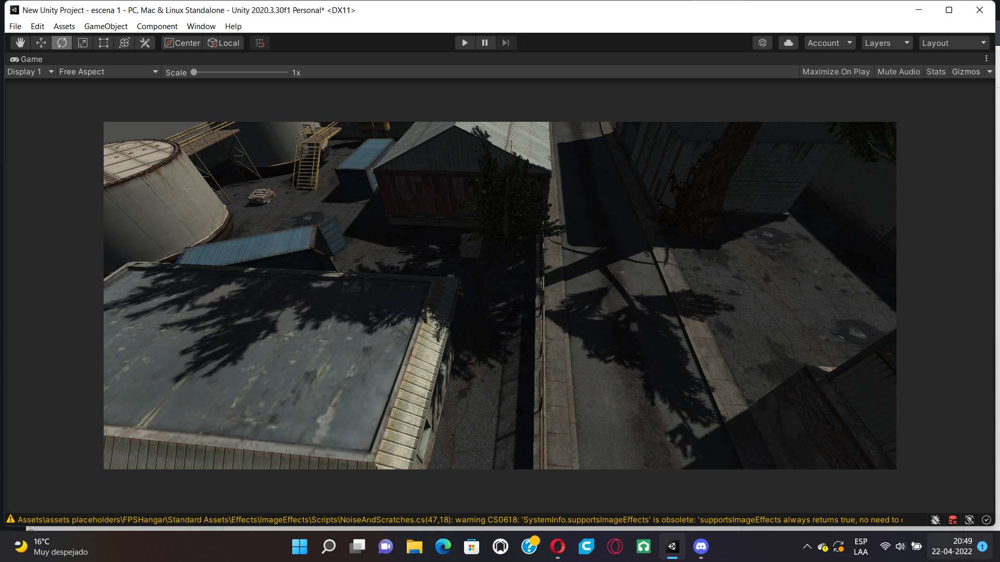 New Unity Project - escena 1 - PC, Mac & Linux Standalone - Unity 2020.3.30f1 Personal* <DX11>
File Edit Assets GameObject Component Window Help
Center Local Account Layers Layout
Game
Display 1 Free Aspect Scale 1x Maximize On Play Mute Audio Stats Gizmos
Assets\assets placeholders\FPSHangar\Standard Assets\Effects\ImageEffects\Scripts\NoiseAndScratches.cs(47,18): warning CS0618: 'SystemInfo.supportsImageEffects' is obsolete: 'supportsImageEffects always returns true, no need to
16°C
Muy despejado
ESP
LAA
20:49
22-04-2022
1